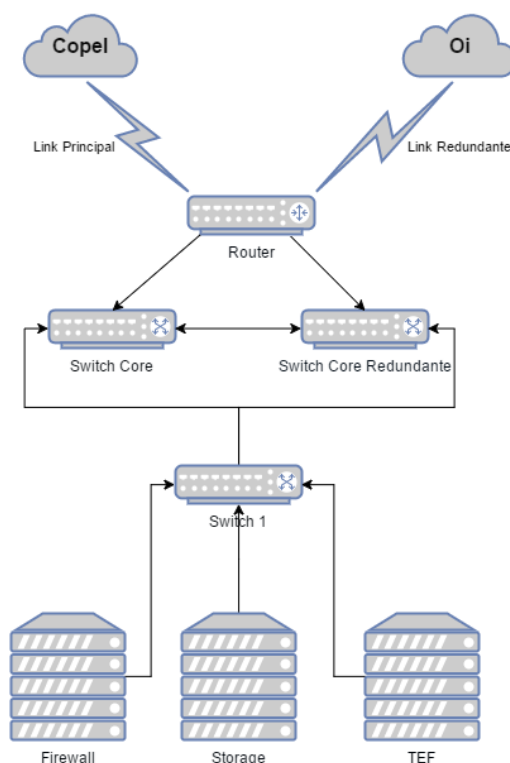 Copel
Oi
Link Principal
Link Redundante
Router
Switch Core
Switch Core Redundante
Switch 1
Firewall
Storage
TEF